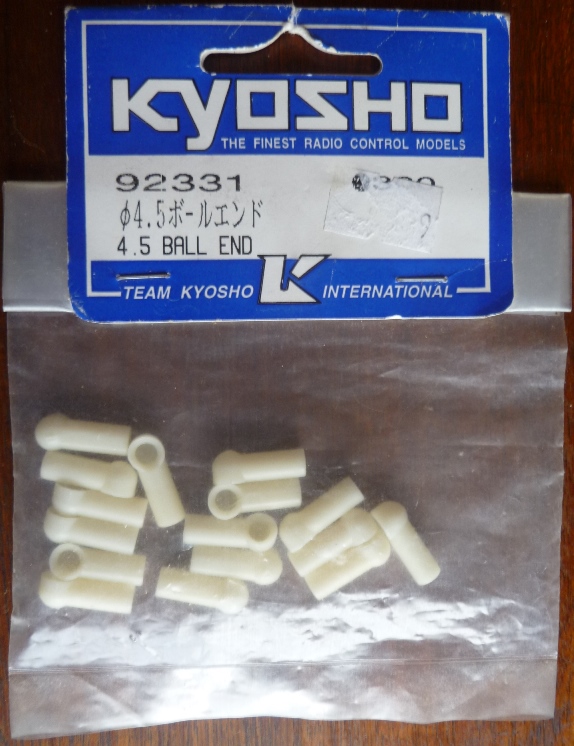 KYOSHO
THE FINEST RADIO CONTROL MODELS
92331
φ4.5ボールエンド
4.5 BALL END
TEAM KYOSHO K INTERNATIONAL